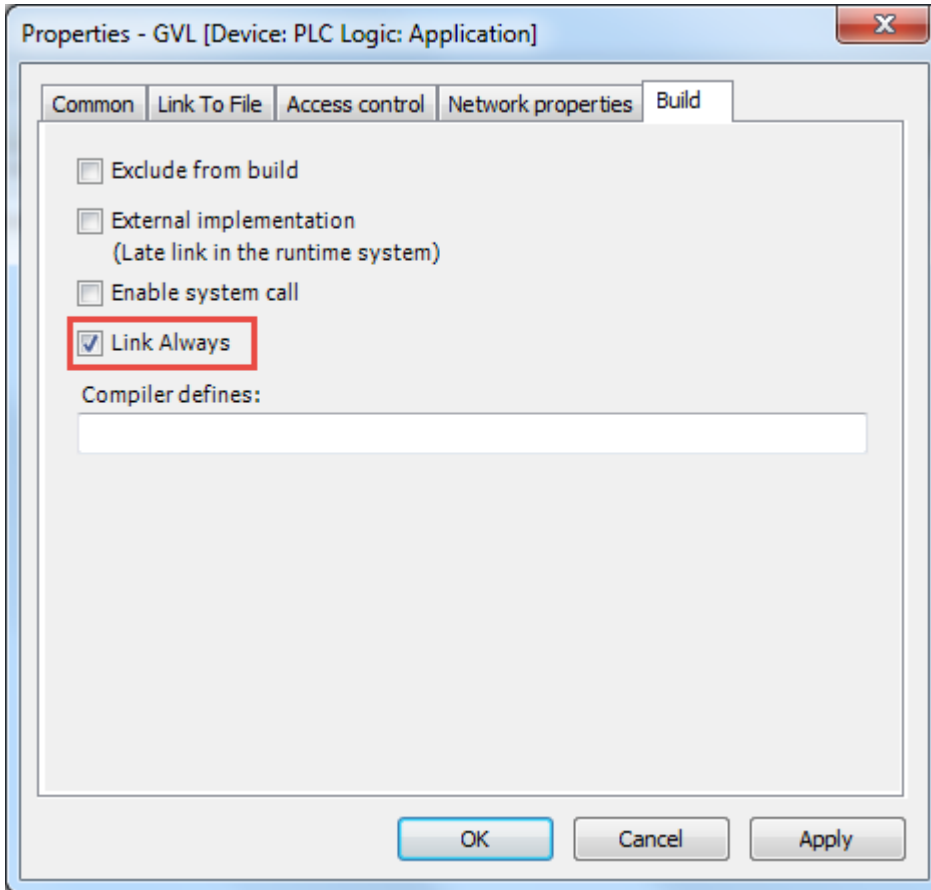 Properties - GVL [Device: PLC Logic: Application]
Common Link To File Access control Network properties Build
Exclude from build
External implementation
(Late link in the runtime system)
Enable system call
Link Always
Compiler defines:
OK Cancel Apply